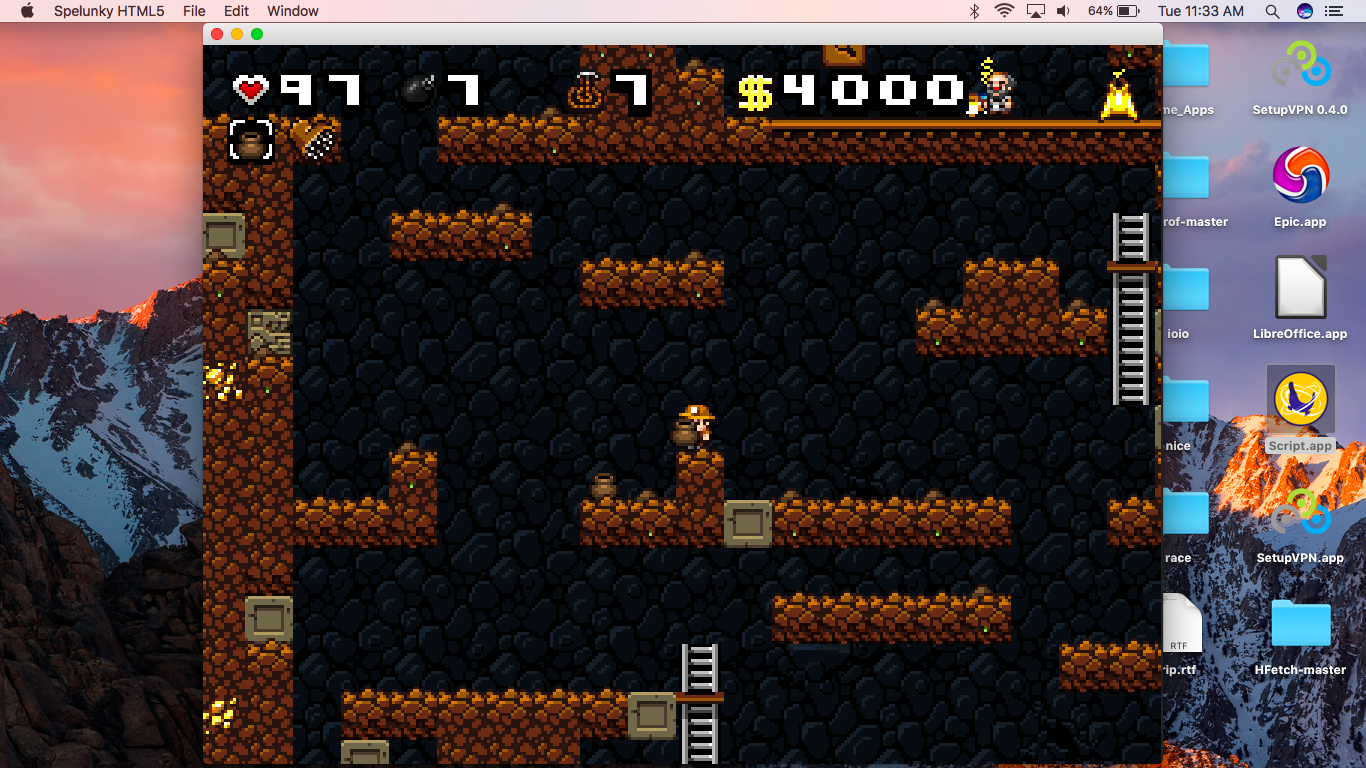 Spelunky HTML5 File Edit Window 64% Tue 11:33 AM
97 7 7 $4000
me_Apps SetupVPN 0.4.0
rof-master Epic.app
ioio LibreOffice.app
nice Script.app
race SetupVPN.app
RTF
rip.rtf HFetch-master